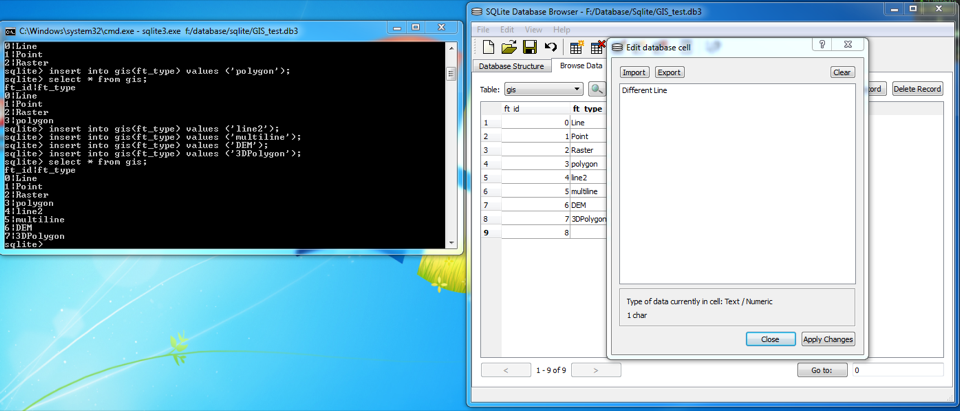 C:\Windows\system32\cmd.exe - sqlite3.exe f:/database/sqlite/GIS_test.db3
0|Line
1|Point
2|Raster
sqlite> insert into gis(ft_type) values ('polygon');
sqlite> select * from gis;
ft_id|ft_type
0|Line
1|Point
2|Raster
3|polygon
sqlite> insert into gis(ft_type) values ('line2');
sqlite> insert into gis(ft_type) values ('multiline');
sqlite> insert into gis(ft_type) values ('DEM');
sqlite> insert into gis(ft_type) values ('3DPolygon');
sqlite> select * from gis;
ft_id|ft_type
0|Line
1|Point
2|Raster
3|polygon
4|line2
5|multiline
6|DEM
7|3DPolygon
sqlite>
SQLite Database Browser - F:/Database/Sqlite/GIS_test.db3
File Edit View Help
Database Structure Browse Data
Table: gis
ord Delete Record
ft_id ft_type
1 0 Line
2 1 Point
3 2 Raster
4 3 polygon
5 4 line2
6 5 multiline
7 6 DEM
8 7 3DPolygon
9 8
< 1 - 9 of 9 > Go to: 0
Edit database cell
Import Export Clear
Different Line
Type of data currently in cell: Text / Numeric
1 char
Close Apply Changes